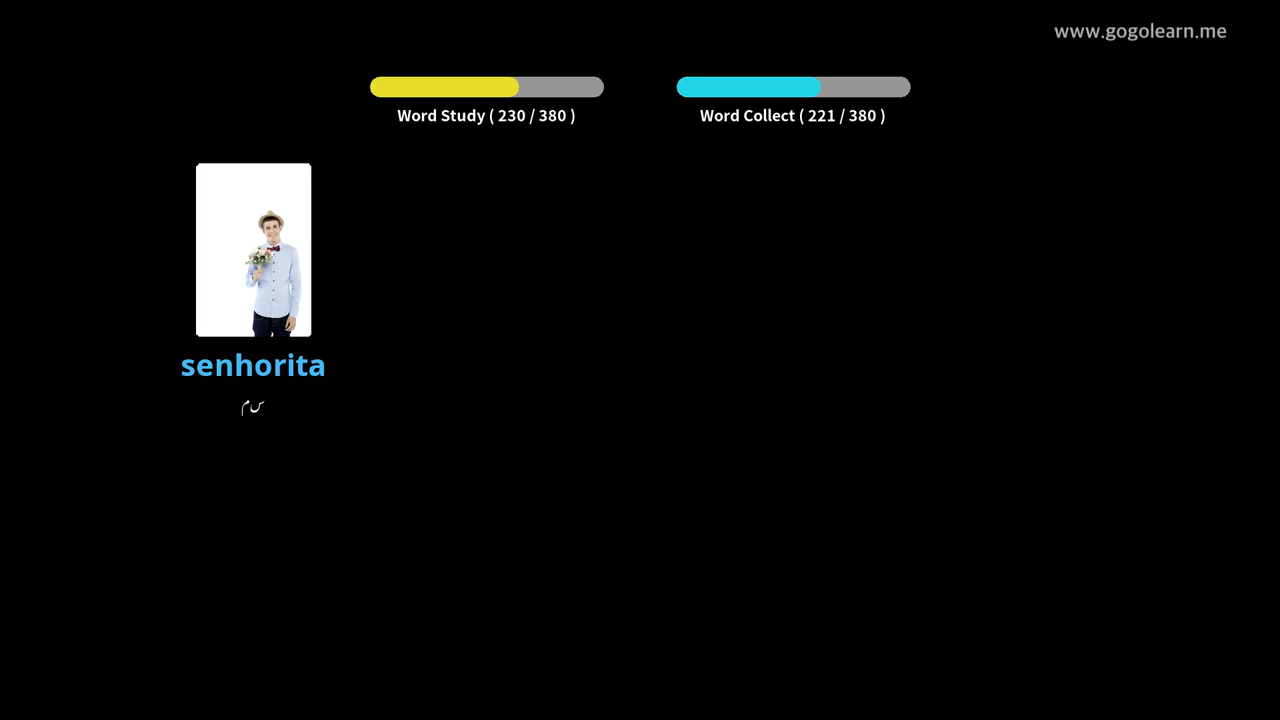 www.gogolearn.me
Word Study ( 230 / 380 )
Word Collect ( 221 / 380 )
senhorita
س م